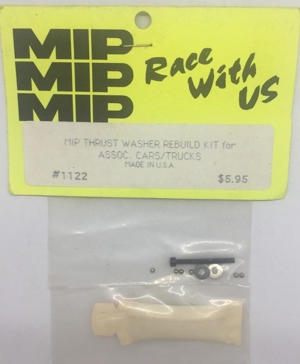 MIP
MIP
MIP
Race
With
US
MIP THRUST WASHER REBUILD KIT for
ASSOC. CARS/TRUCKS
MADE IN U.S.A.
#1122 $5.95